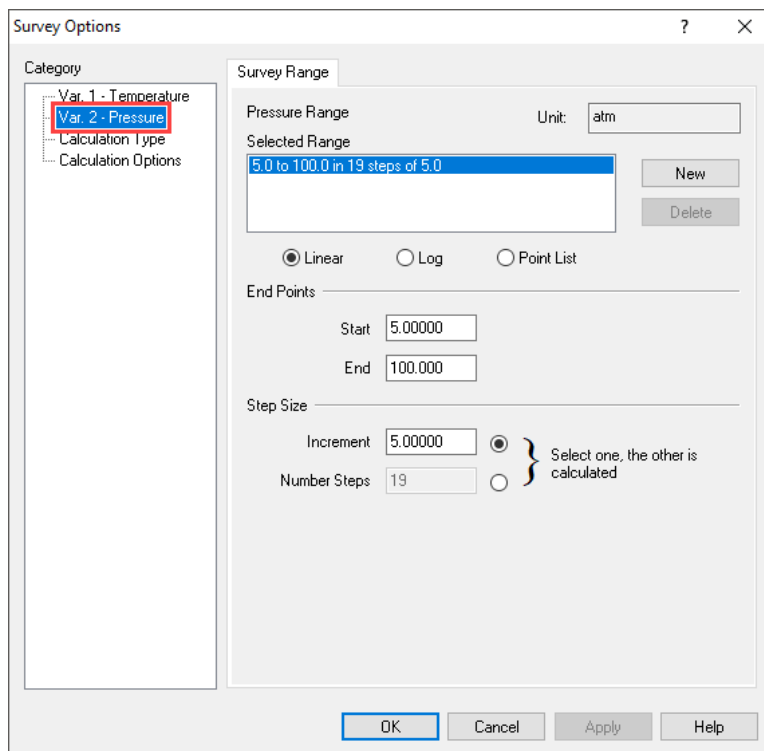 Survey Options
?
Category
Var. 1 - Temperature
Var. 2 - Pressure
Calculation Type
Calculation Options
Survey Range
Pressure Range
Unit: atm
Selected Range
5.0 to 100.0 in 19 steps of 5.0
New
Delete
Linear Log Point List
End Points
Start 5.00000
End 100.000
Step Size
Increment 5.00000
Number Steps 19
Select one, the other is
calculated
OK Cancel Apply Help